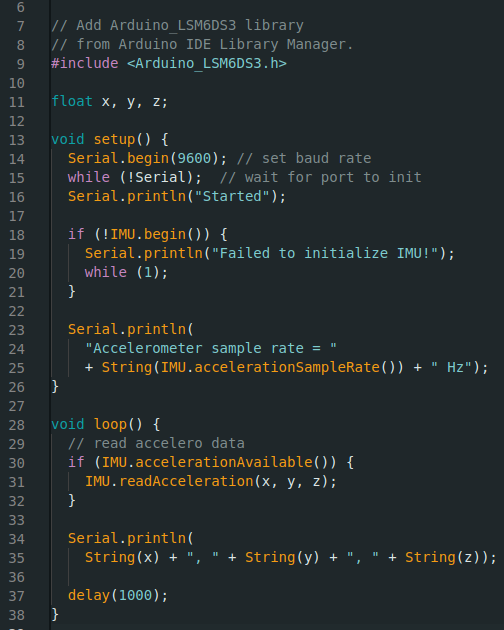 6
7 // Add Arduino_LSM6DS3 library
8 // from Arduino IDE Library Manager.
9 #include <Arduino_LSM6DS3.h>
10
11 float x, y, z;
12
13 void setup() {
14   Serial.begin(9600); // set baud rate
15   while (!Serial);  // wait for port to init
16   Serial.println("Started");
17
18   if (!IMU.begin()) {
19     Serial.println("Failed to initialize IMU!");
20     while (1);
21   }
22
23   Serial.println(
24     "Accelerometer sample rate = "
25     + String(IMU.accelerationSampleRate()) + " Hz");
26 }
27
28 void loop() {
29   // read accelero data
30   if (IMU.accelerationAvailable()) {
31     IMU.readAcceleration(x, y, z);
32   }
33
34   Serial.println(
35     String(x) + ", " + String(y) + ", " + String(z));
36
37   delay(1000);
38 }